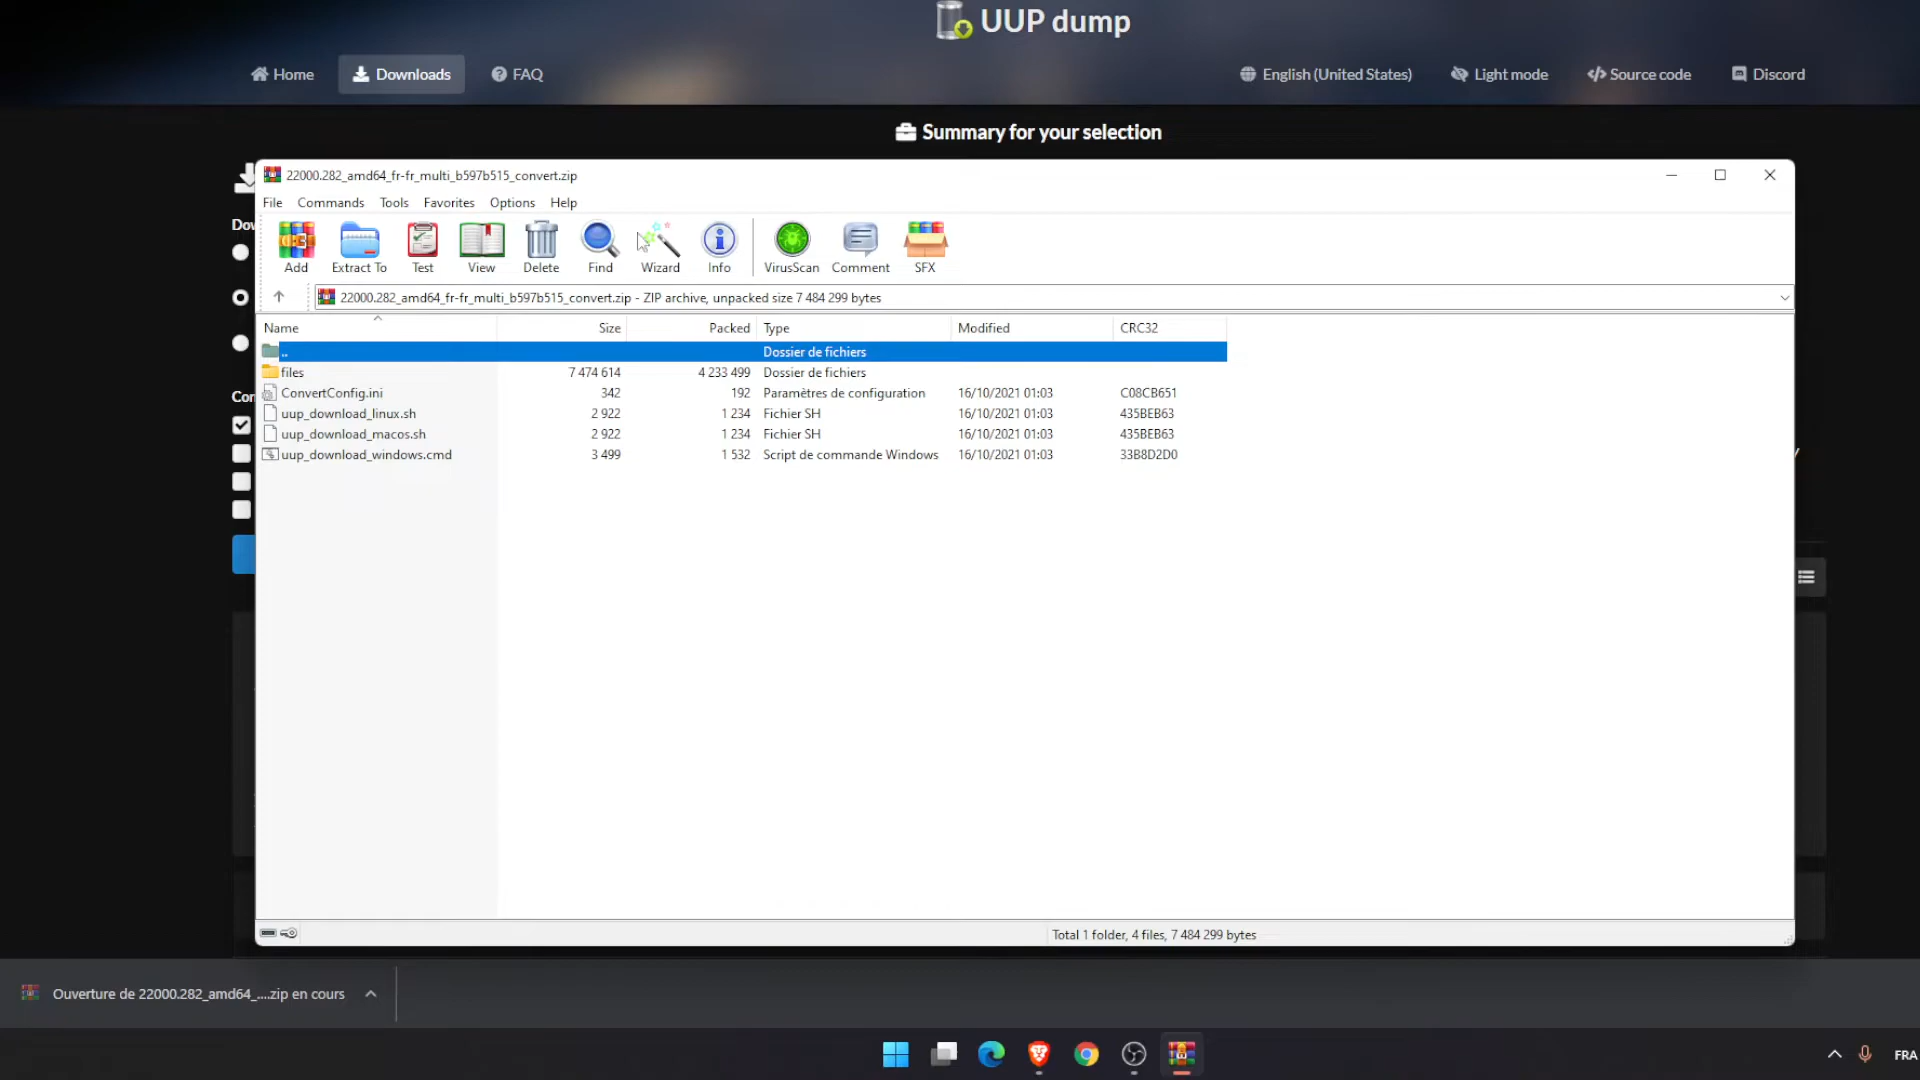 UUP dump
Home Downloads FAQ English (United States) Light mode Source code Discord
Summary for your selection
22000.282_amd64_fr-fr_multi_b597b515_convert.zip
File Commands Tools Favorites Options Help
Add Extract To Test View Delete Find Wizard Info VirusScan Comment SFX
22000.282_amd64_fr-fr_multi_b597b515_convert.zip - ZIP archive, unpacked size 7 484 299 bytes
Name Size Packed Type Modified CRC32
.. Dossier de fichiers
files 7 474 614 4 233 499 Dossier de fichiers
ConvertConfig.ini 342 192 Paramètres de configuration 16/10/2021 01:03 C08CB651
uup_download_linux.sh 2 922 1 234 Fichier SH 16/10/2021 01:03 435BEB63
uup_download_macos.sh 2 922 1 234 Fichier SH 16/10/2021 01:03 435BEB63
uup_download_windows.cmd 3 499 1 532 Script de commande Windows 16/10/2021 01:03 33B8D2D0
Total 1 folder, 4 files, 7 484 299 bytes
Ouverture de 22000.282_amd64_....zip en cours
FRA